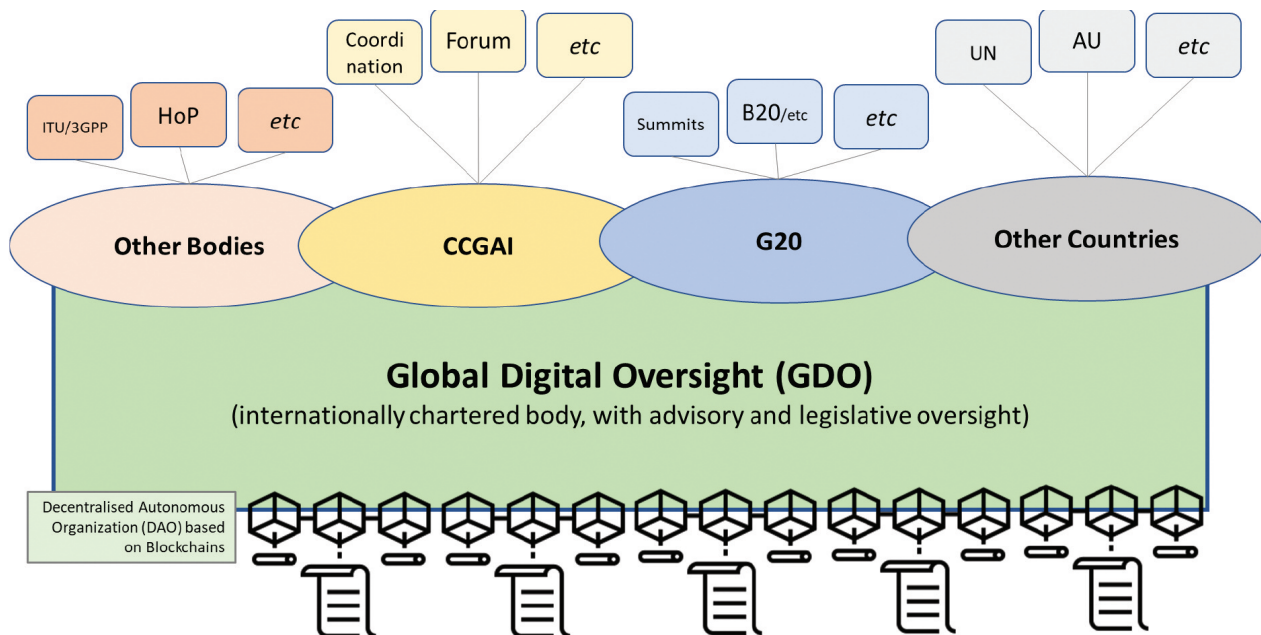 Coordi
nation
Forum
etc
UN
AU
etc
ITU/3GPP
HoP
etc
Summits
B20/etc
etc
Other Bodies
CCGAI
G20
Other Countries
Global Digital Oversight (GDO)
(internationally chartered body, with advisory and legislative oversight)
Decentralised Autonomous
Organization (DAO) based
on Blockchains